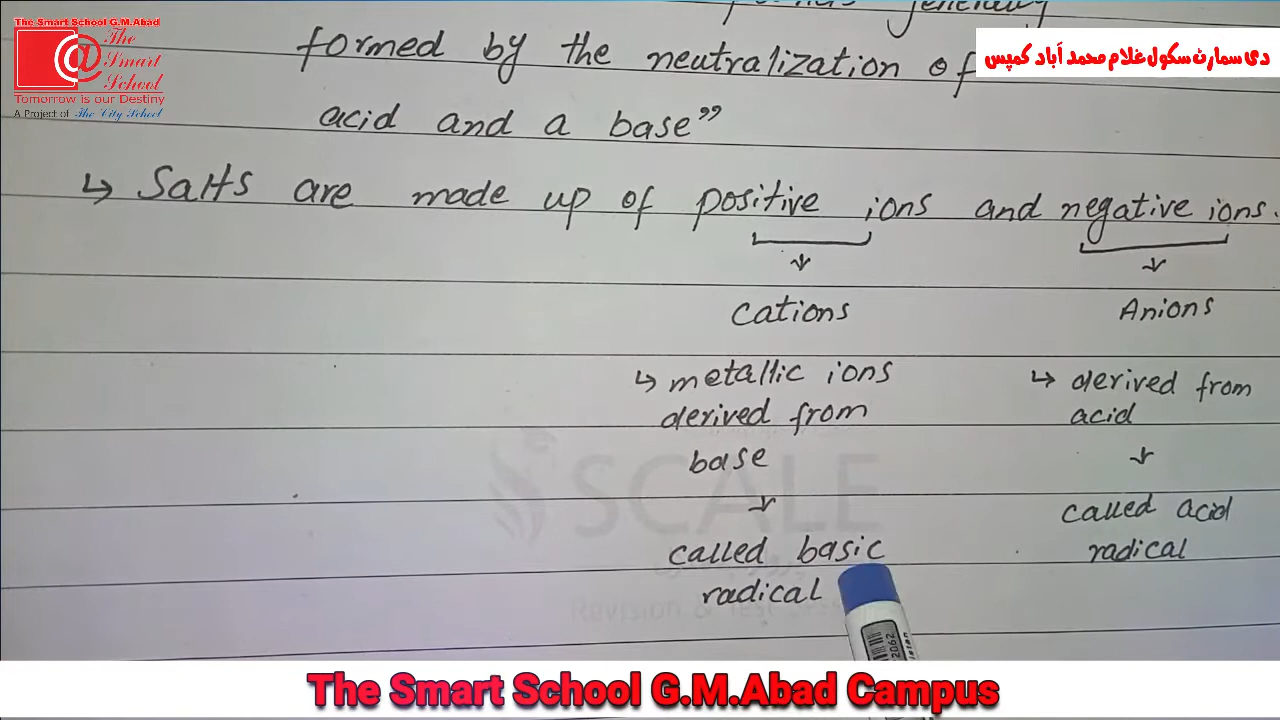 The Smart School G.M.Abad
The
Smart
School
Tomorrow is our Destiny
A Project of The City School
دی سمارٹ سکول غلام محمد آباد کمپس
formed by the neutralization of
acid and a base”
↳ Salts are made up of positive ions and negative ions.
Cations
Anions
↳ metallic ions
derived from
base
called basic
radical
↳ derived from
acid
called acid
radical
SCALE
Revision &
2062
The Smart School G.M.Abad Campus